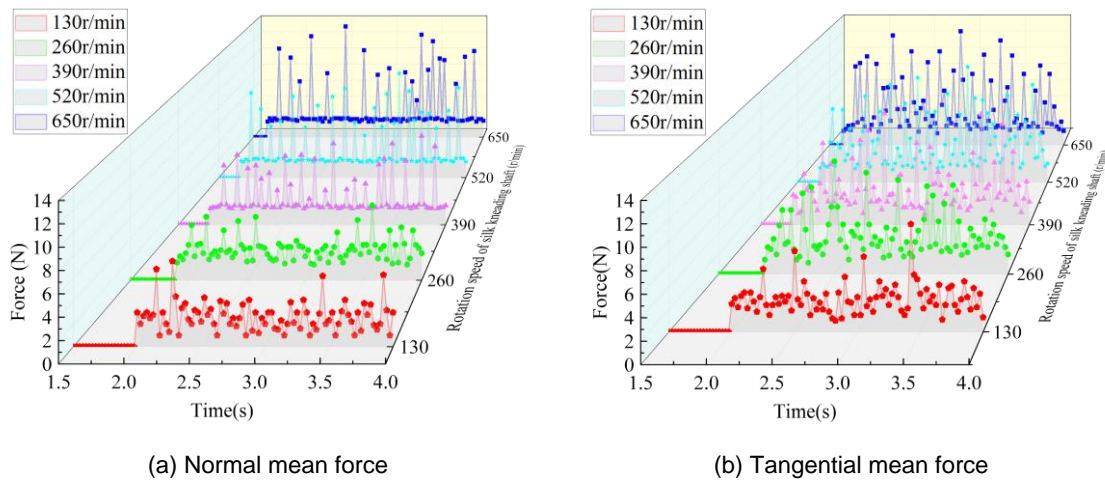 130r/min
260r/min
390r/min
520r/min
650r/min
14
12
10
8
6
4
2
0
Force (N)
1.5
2.0
2.5
3.0
3.5
4.0
Time(s)
130
260
390
520
650
Rotation speed of silk kneading shaft (r/min)
(a) Normal mean force
130r/min
260r/min
390r/min
520r/min
650r/min
14
12
10
8
6
4
2
0
Force(N)
1.5
2.0
2.5
3.0
3.5
4.0
Time(s)
130
260
390
520
650
Rotation speed of silk kneading shaft (r/min)
(b) Tangential mean force